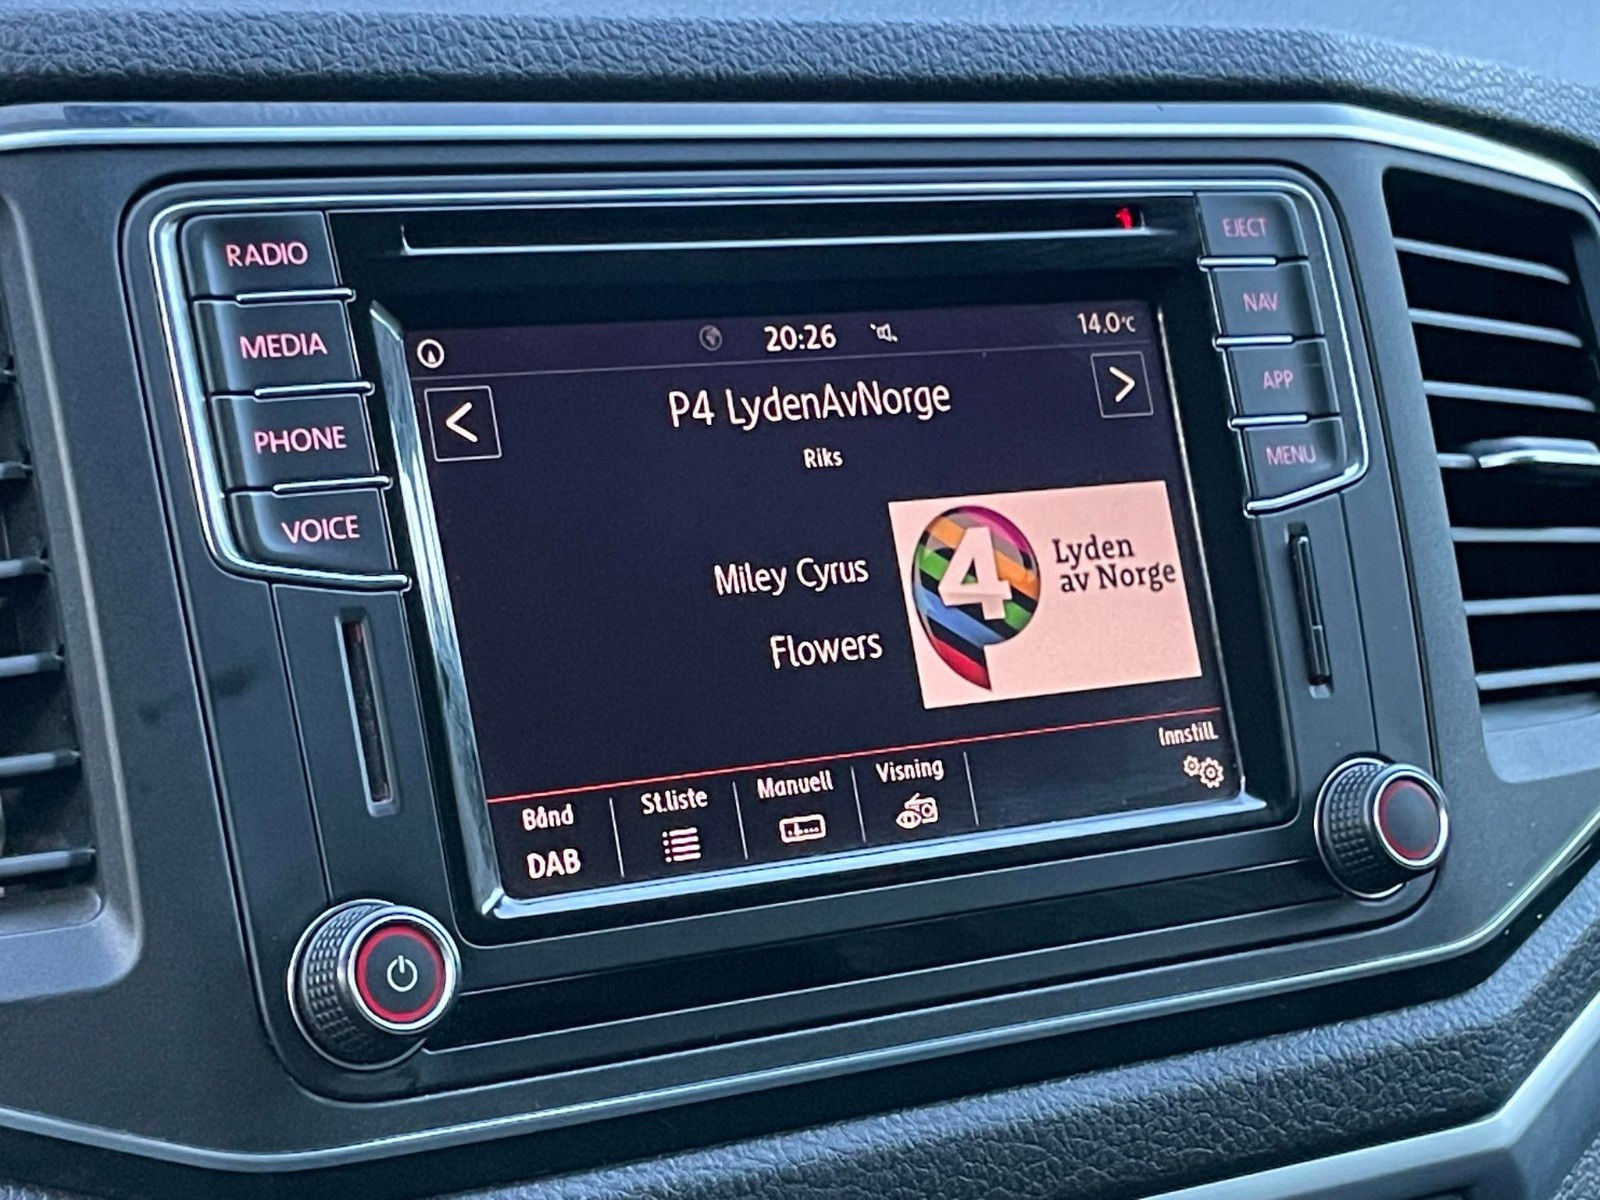 RADIO
MEDIA
PHONE
VOICE
EJECT
NAV
APP
MENU
20:26
14.0°C
<
P4 LydenAvNorge
>
Riks
Miley Cyrus
Flowers
4
Lyden
av Norge
Bånd
DAB
St.liste
Manuell
Visning
Innstill.